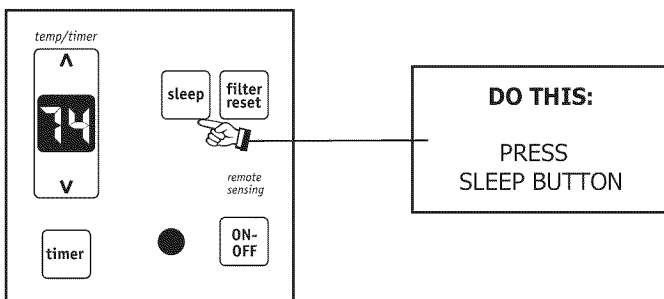 temp/timer
∧
74
∨
sleep
filter
reset
remote
sensing
timer
ON-
OFF
DO THIS:
PRESS
SLEEP BUTTON